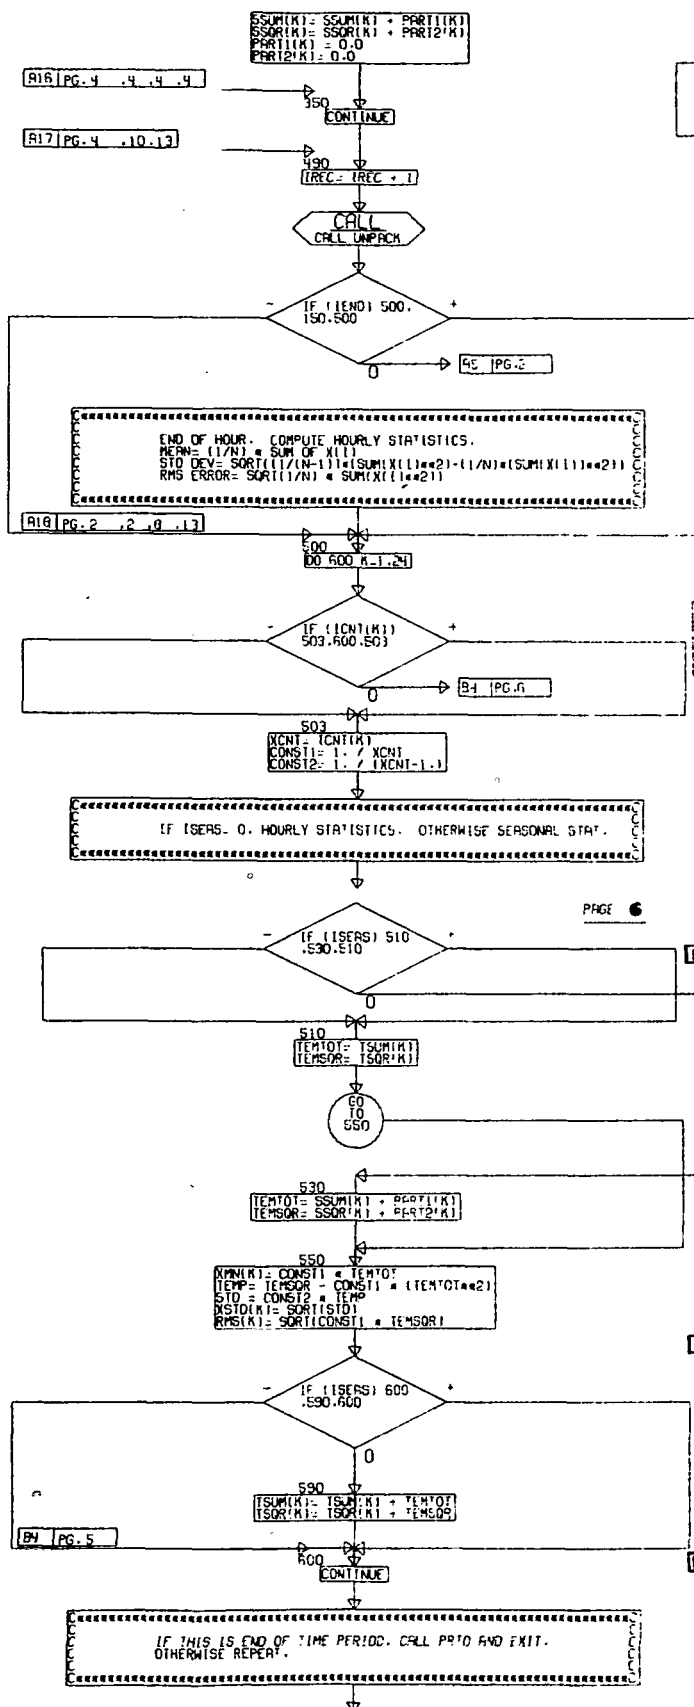 SSUM(K)= SSUM(K) + PART1(K)
SSQR(K)= SSQR(K) + PART2(K)
PART1(K) = 0.0
PART2(K)= 0.0
A16 PG.4 .4 .4 .4
350
CONTINUE
A17 PG.4 .10.13
490
IREC= IREC + 1
CALL
CALL UNPACK
- IF (IEND) 500. +
150.500
0
A5 PG.2
END OF HOUR. COMPUTE HOURLY STATISTICS.
MEAN= (1/N) * SUM OF X(I)
STD DEV= SQRT((1/(N-1))*(SUM(X(I)**2)-(1/N)*(SUM(X(I))**2))
RMS ERROR= SQRT(1/N) * SUM(X(I)**2))
A18 PG.2 .2 .8 .13
500
DO 600 K=1.24
- IF (ICNT(K)) +
503.600.503
0
B4 PG.6
503
XCNT= ICNT(K)
CONST1= 1. / XCNT
CONST2= 1. / (XCNT-1.)
IF ISEAS= 0. HOURLY STATISTICS. OTHERWISE SEASONAL STAT.
PAGE 6
- IF (ISEAS) 510 +
.530.510
0
510
TEMTOT= TSUM(K)
TEMSQR= TSQR(K)
GO
TO
550
530
TEMTOT= SSUM(K) + PART1(K)
TEMSQR= SSQR(K) + PART2(K)
550
XMN(K)= CONST1 * TEMTOT
TEMP= TEMSQR - CONST1 * (TEMTOT**2)
STD = CONST2 * TEMP
XSTD(K)= SQRT(STD)
RMS(K)= SQRT(CONST1 * TEMSQR)
- IF (ISEAS) 600 +
.590.600
0
590
TSUM(K)= TSUM(K) + TEMTOT
TSQR(K)= TSQR(K) + TEMSQR
B4 PG.5
600
CONTINUE
IF THIS IS END OF TIME PERIOD. CALL PRTO AND EXIT.
OTHERWISE REPEAT.